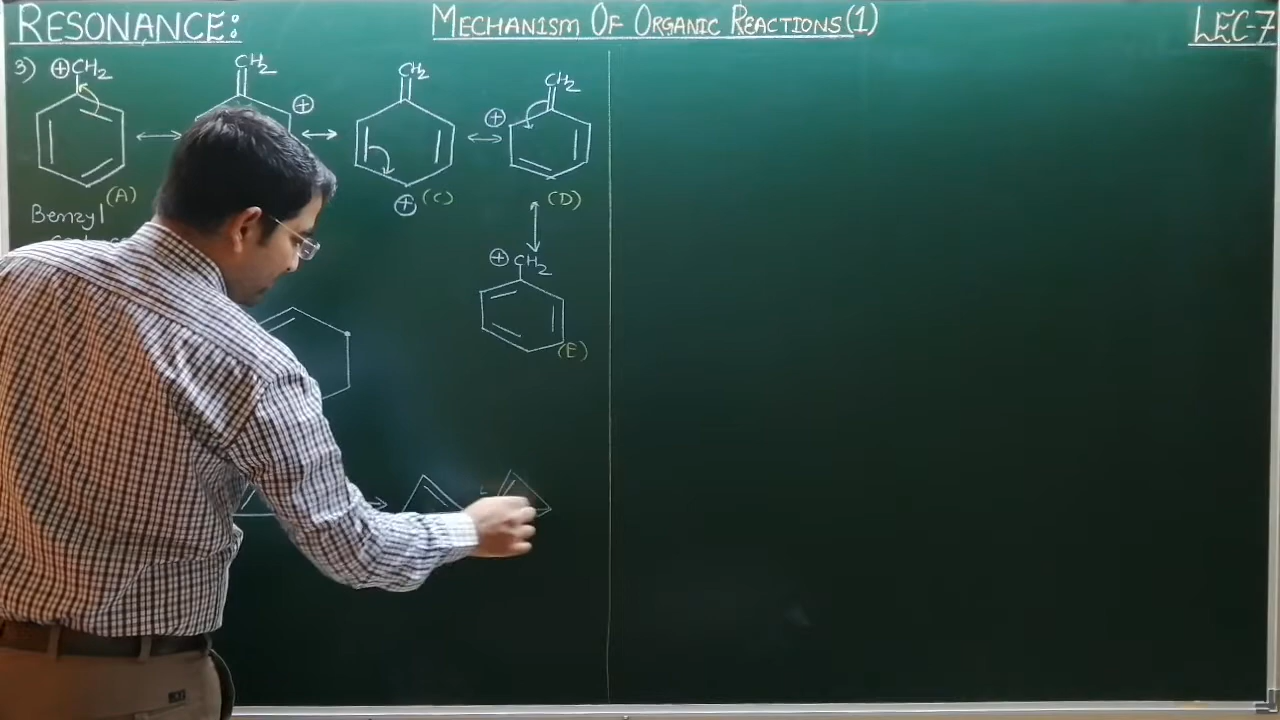 RESONANCE:
MECHANISM OF ORGANIC REACTIONS (1)
LEC-7
3)
⊕CH2
CH2
⊕
CH2
CH2
⊕
(A)
⊕
(C)
(D)
Benzyl
⊕CH2
(E)